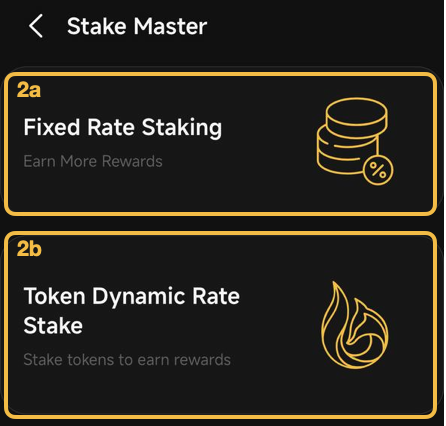 Stake Master
2a
Fixed Rate Staking
Earn More Rewards
%
2b
Token Dynamic Rate
Stake
Stake tokens to earn rewards